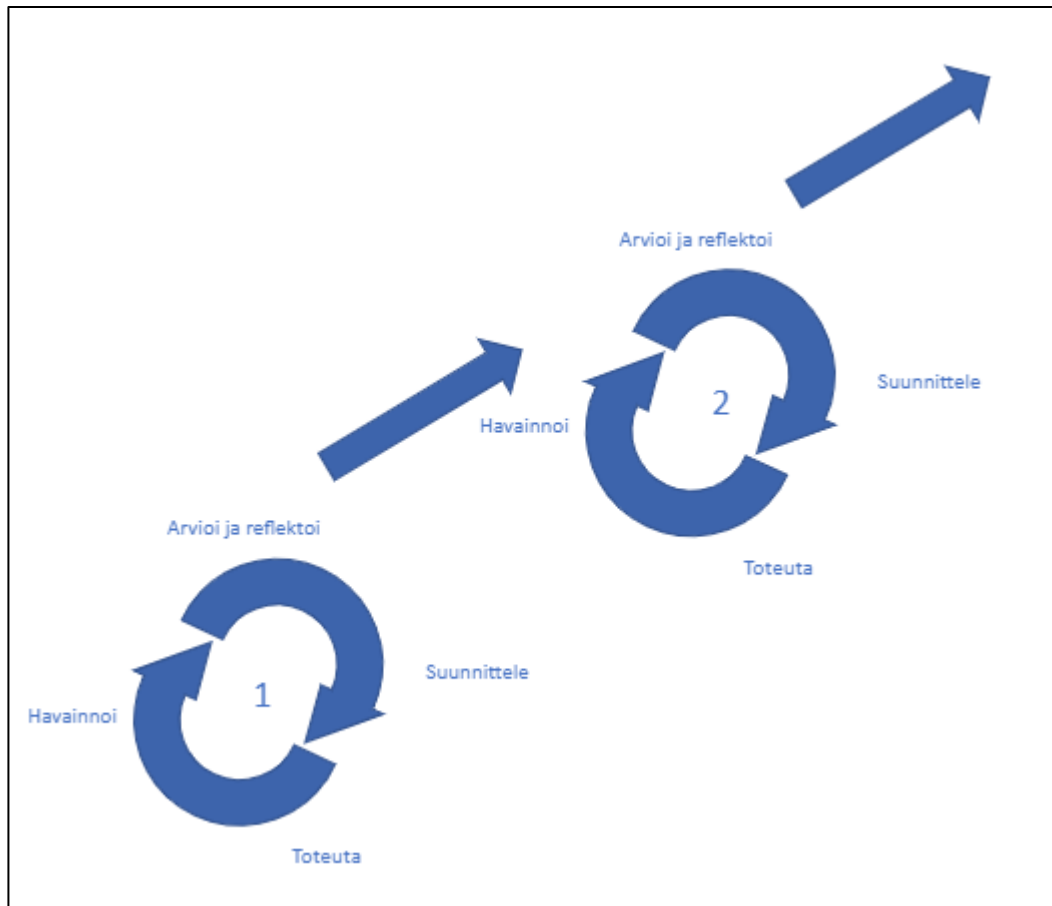 Arvioi ja reflektoi
2
Suunnittele
Havainnoi
Toteuta
Arvioi ja reflektoi
1
Suunnittele
Havainnoi
Toteuta